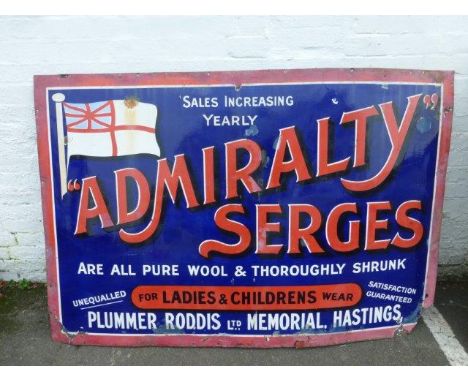 SALES INCREASING
YEARLY
"ADMIRALTY"
SERGES
ARE ALL PURE WOOL & THOROUGHLY SHRUNK
UNEQUALLED FOR LADIES & CHILDRENS WEAR SATISFACTION GUARANTEED
PLUMMER RODDIS LTD MEMORIAL, HASTINGS